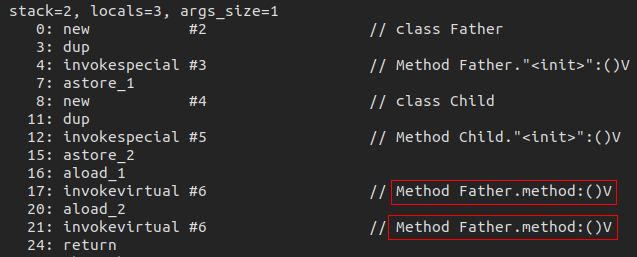 stack=2, locals=3, args_size=1
0: new #2 // class Father
3: dup
4: invokespecial #3 // Method Father."<init>":()V
7: astore_1
8: new #4 // class Child
11: dup
12: invokespecial #5 // Method Child."<init>":()V
15: astore_2
16: aload_1
17: invokevirtual #6 // Method Father.method:()V
20: aload_2
21: invokevirtual #6 // Method Father.method:()V
24: return